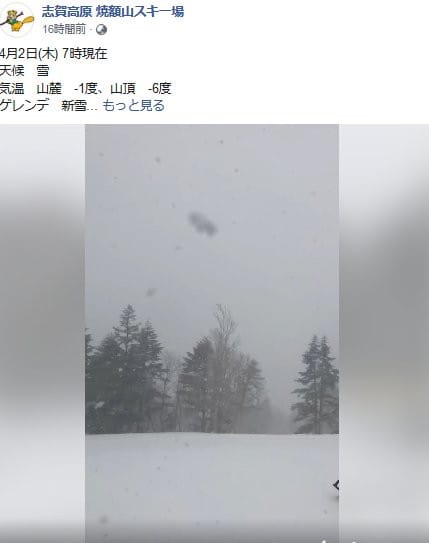 志賀高原 焼額山スキー場
16時間前 ·
4月2日(木) 7時現在
天候　雪
気温　山麓　-1度、山頂　-6度
ゲレンデ　新雪... もっと見る